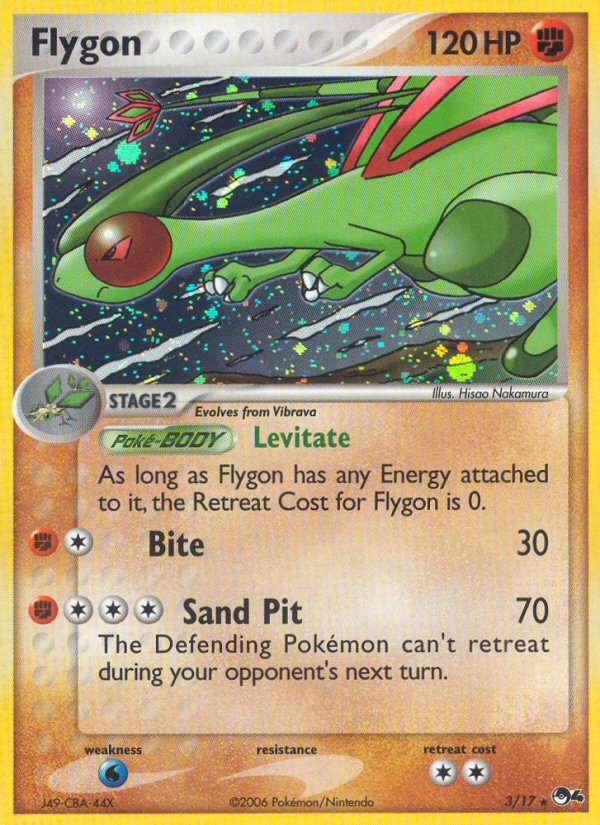 Flygon 120 HP
Illus. Hisao Nakamura
STAGE 2
Evolves from Vibrava
Poké-BODY Levitate
As long as Flygon has any Energy attached
to it, the Retreat Cost for Flygon is 0.
Bite 30
Sand Pit 70
The Defending Pokémon can't retreat
during your opponent's next turn.
weakness resistance retreat cost
J49-CBA-44X ©2006 Pokémon/Nintendo 3/17 ★ 4